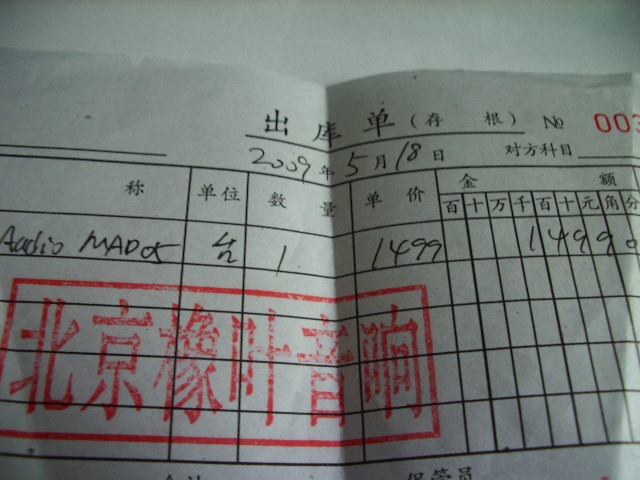 出库单(存根) № 003
2009年5月18日 对方科目
称 单位 数量 单价 金额
百十万千百十元角分
Audio MAD05 台 1 1499 149900
北京橡叶音响
保管员